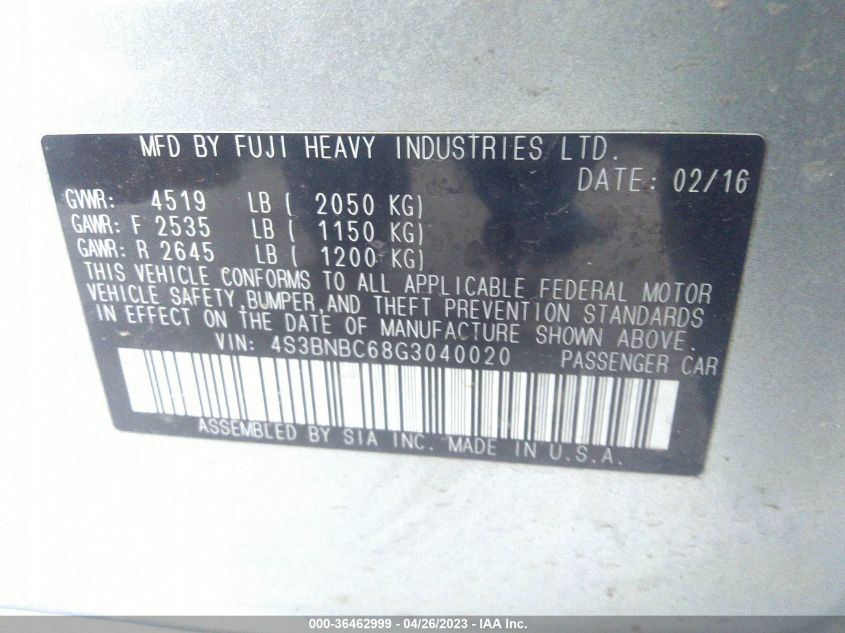 MFD BY FUJI HEAVY INDUSTRIES LTD.
DATE: 02/16
GVWR: 4519 LB ( 2050 KG)
GAWR: F 2535 LB ( 1150 KG)
GAWR: R 2645 LB ( 1200 KG)
THIS VEHICLE CONFORMS TO ALL APPLICABLE FEDERAL MOTOR
VEHICLE SAFETY, BUMPER, AND THEFT PREVENTION STANDARDS
IN EFFECT ON THE DATE OF MANUFACTURE SHOWN ABOVE.
VIN: 4S3BNBC68G3040020 PASSENGER CAR
ASSEMBLED BY SIA INC. MADE IN U.S.A.
000-36462999 / 04/26/2023 - IAA Inc.